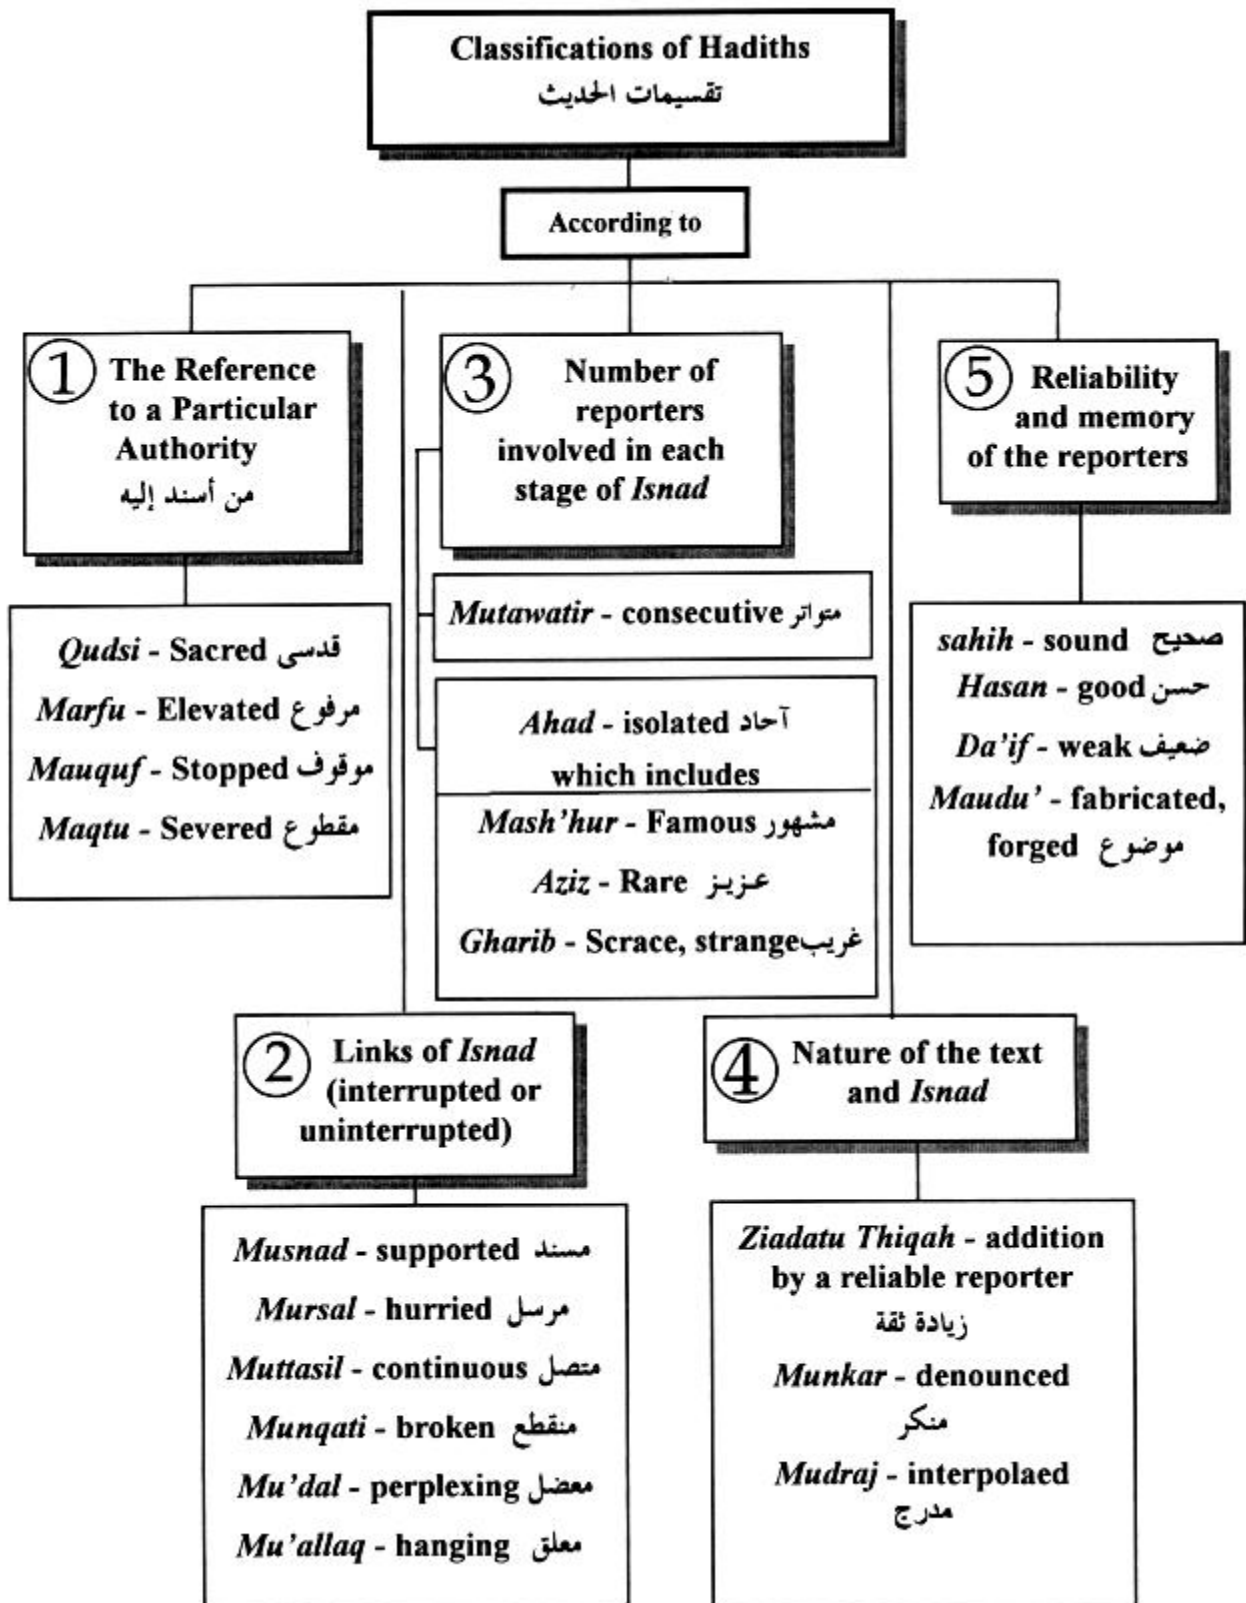 Classifications of Hadiths
تقسيمات الحديث
According to
① The Reference
to a Particular
Authority
من أسند إليه
Qudsi - Sacred قدسى
Marfu - Elevated مرفوع
Mauquf - Stopped موقوف
Maqtu - Severed مقطوع
③ Number of
reporters
involved in each
stage of Isnad
Mutawatir - consecutive متواتر
Ahad - isolated آحاد
which includes
Mash'hur - Famous مشهور
Aziz - Rare عزيز
Gharib - Scrace, strange غريب
⑤ Reliability
and memory
of the reporters
sahih - sound صحيح
Hasan - good حسن
Da'if - weak ضعيف
Maudu' - fabricated,
forged موضوع
② Links of Isnad
(interrupted or
uninterrupted)
Musnad - supported مسند
Mursal - hurried مرسل
Muttasil - continuous متصل
Munqati - broken منقطع
Mu'dal - perplexing معضل
Mu'allaq - hanging معلق
④ Nature of the text
and Isnad
Ziadatu Thiqah - addition
by a reliable reporter
زيادة ثقة
Munkar - denounced
منكر
Mudraj - interpolaed
مدرج